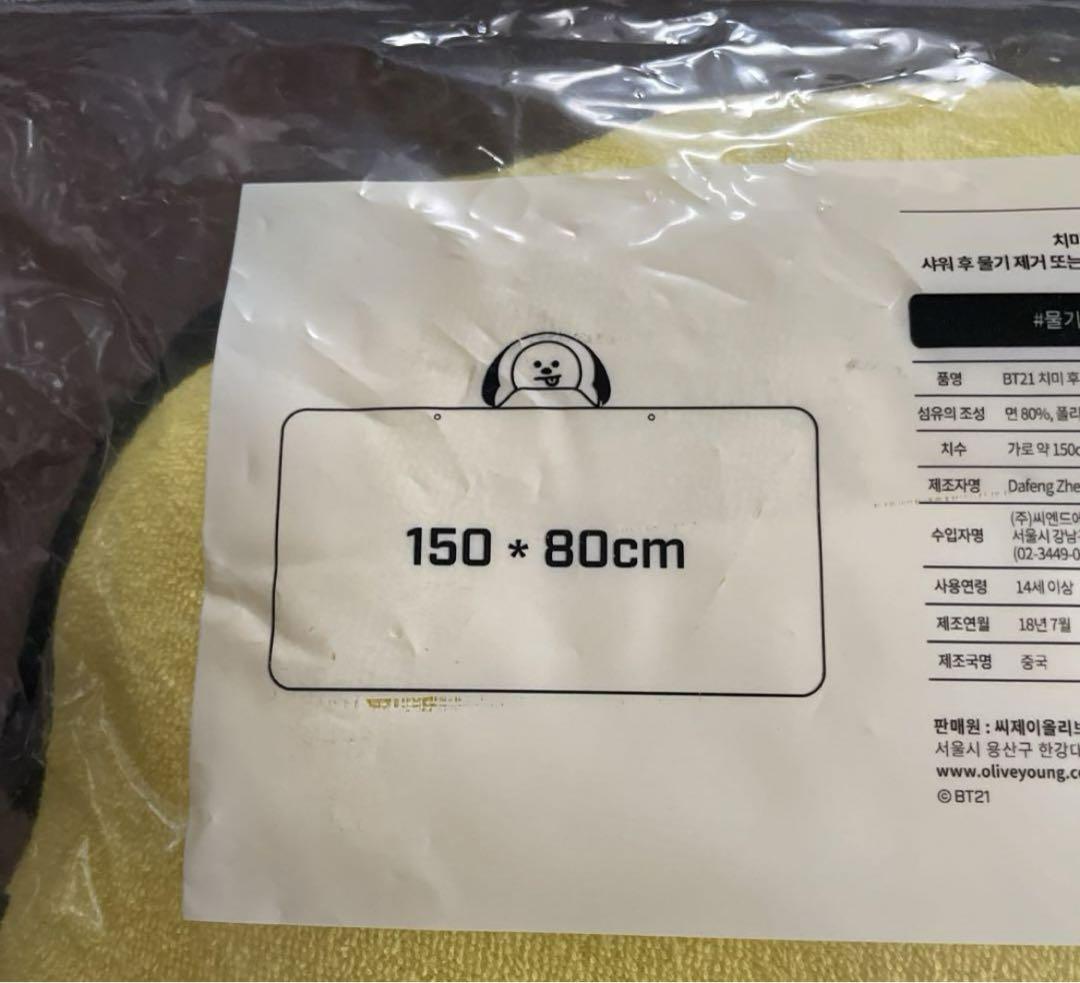 150 * 80cm
치미
샤워 후 물기 제거 또는
#물기
품명 BT21 치미 후
섬유의 조성 면 80%, 폴리
치수 가로 약 150c
제조자명 Dafeng Zhe
수입자명 (주)씨엔드에
서울시 강남
(02-3449-0
사용연령 14세 이상
제조연월 18년 7월
제조국명 중국
판매원 : 씨제이올리브
서울시 용산구 한강대
www.oliveyoung.co
© BT21